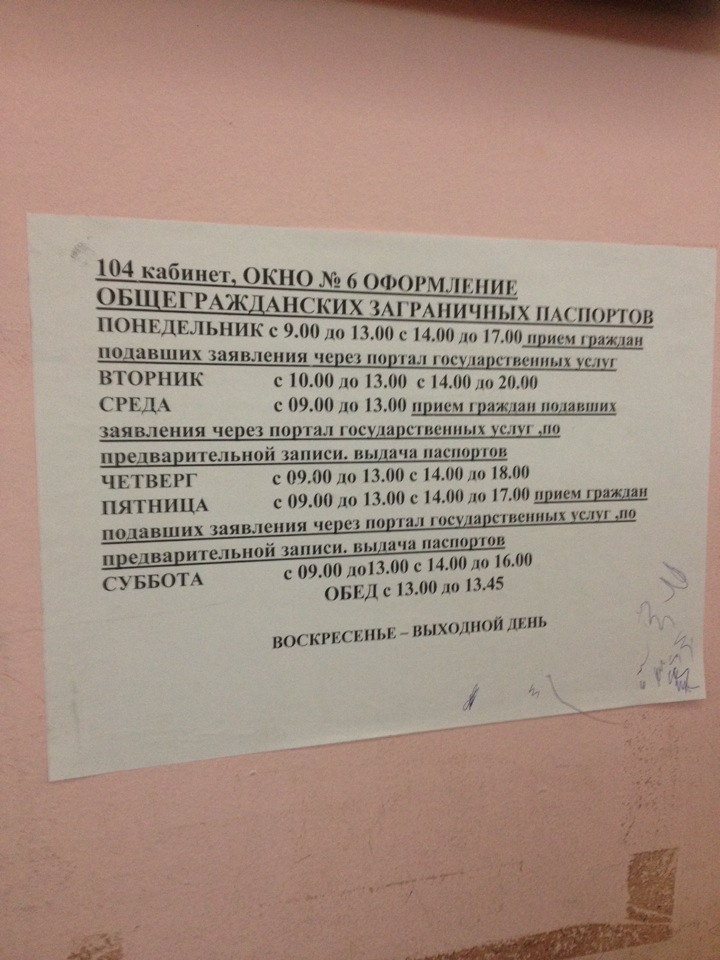 104 кабинет, ОКНО № 6 ОФОРМЛЕНИЕ
ОБЩЕГРАЖДАНСКИХ ЗАГРАНИЧНЫХ ПАСПОРТОВ
ПОНЕДЕЛЬНИК с 9.00 до 13.00 с 14.00 до 17.00 прием граждан
подавших заявления через портал государственных услуг
ВТОРНИК с 10.00 до 13.00 с 14.00 до 20.00
СРЕДА с 09.00 до 13.00 прием граждан подавших
заявления через портал государственных услуг ,по
предварительной записи. выдача паспортов
ЧЕТВЕРГ с 09.00 до 13.00 с 14.00 до 18.00
ПЯТНИЦА с 09.00 до 13.00 с 14.00 до 17.00 прием граждан
подавших заявления через портал государственных услуг ,по
предварительной записи. выдача паспортов
СУББОТА с 09.00 до13.00 с 14.00 до 16.00
ОБЕД с 13.00 до 13.45
ВОСКРЕСЕНЬЕ – ВЫХОДНОЙ ДЕНЬ